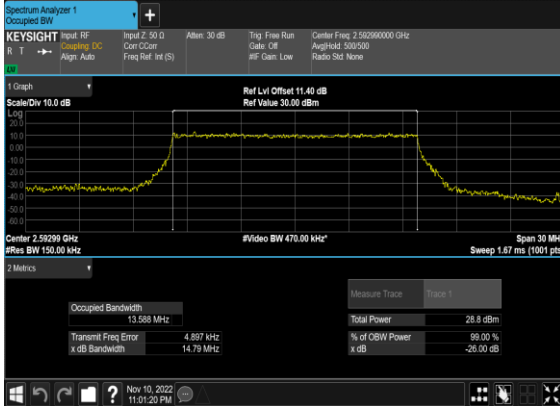 Spectrum Analyzer 1
Occupied BW
+
KEYSIGHT Input: RF Input Z: 50 Ω Atten: 30 dB Trig: Free Run Center Freq: 2.592990000 GHz
R T Coupling: DC Corr CCorr Gate: Off Avg|Hold: 500/500
Align: Auto Freq Ref: Int (S) #IF Gain: Low Radio Std: None
1 Graph
Ref Lvl Offset 11.40 dB
Scale/Div 10.0 dB Ref Value 30.00 dBm
Log
20.0
10.0
0.00
-10.0
-20.0
-30.0
-40.0
-50.0
-60.0
Center 2.59299 GHz #Video BW 470.00 kHz* Span 30 MH
#Res BW 150.00 kHz Sweep 1.67 ms (1001 pts
2 Metrics
Measure Trace Trace 1
Occupied Bandwidth
13.588 MHz Total Power 28.8 dBm
Transmit Freq Error 4.897 kHz % of OBW Power 99.00 %
x dB Bandwidth 14.79 MHz x dB -26.00 dB
? Nov 10, 2022
11:01:20 PM